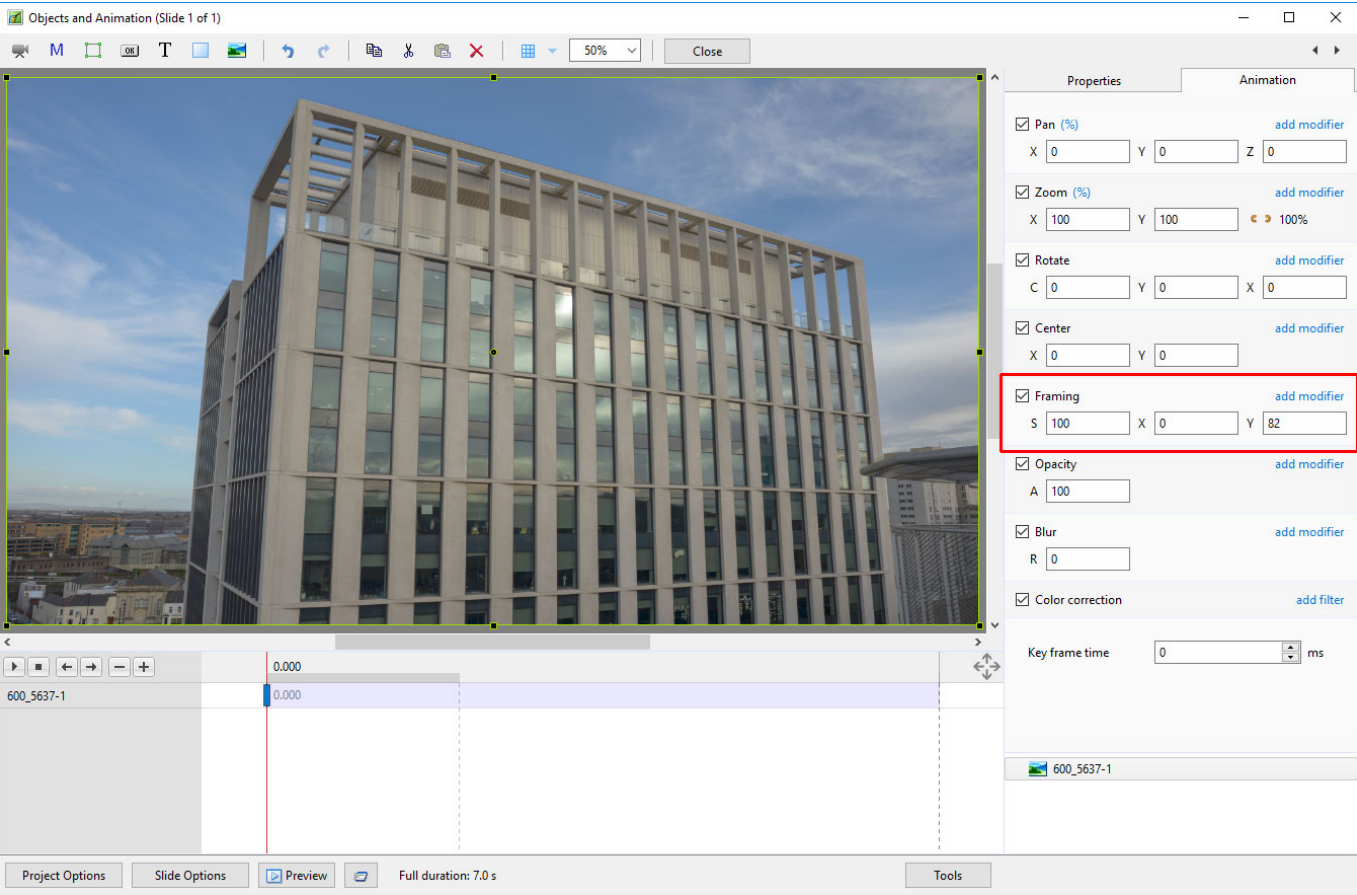 Objects and Animation (Slide 1 of 1)
M OK T 50% Close
Properties Animation
Pan (%) add modifier
X 0 Y 0 Z 0
Zoom (%) add modifier
X 100 Y 100 100%
Rotate add modifier
C 0 Y 0 X 0
Center add modifier
X 0 Y 0
Framing add modifier
S 100 X 0 Y 82
Opacity add modifier
A 100
Blur add modifier
R 0
Color correction add filter
Key frame time 0 ms
0.000
600_5637-1 0.000
600_5637-1
Project Options Slide Options Preview Full duration: 7.0 s Tools